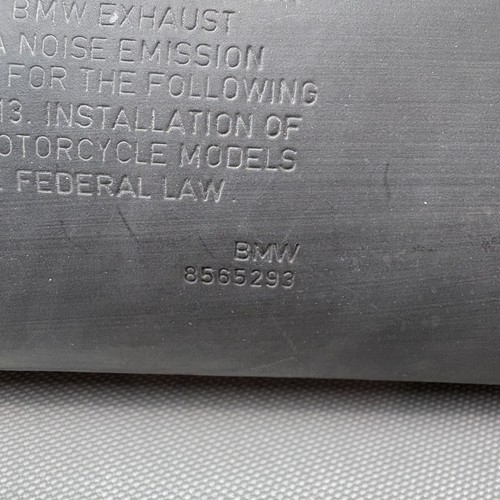 BMW EXHAUST
A NOISE EMISSION
FOR THE FOLLOWING
13. INSTALLATION OF
OTORCYCLE MODELS
FEDERAL LAW.
BMW
8565293